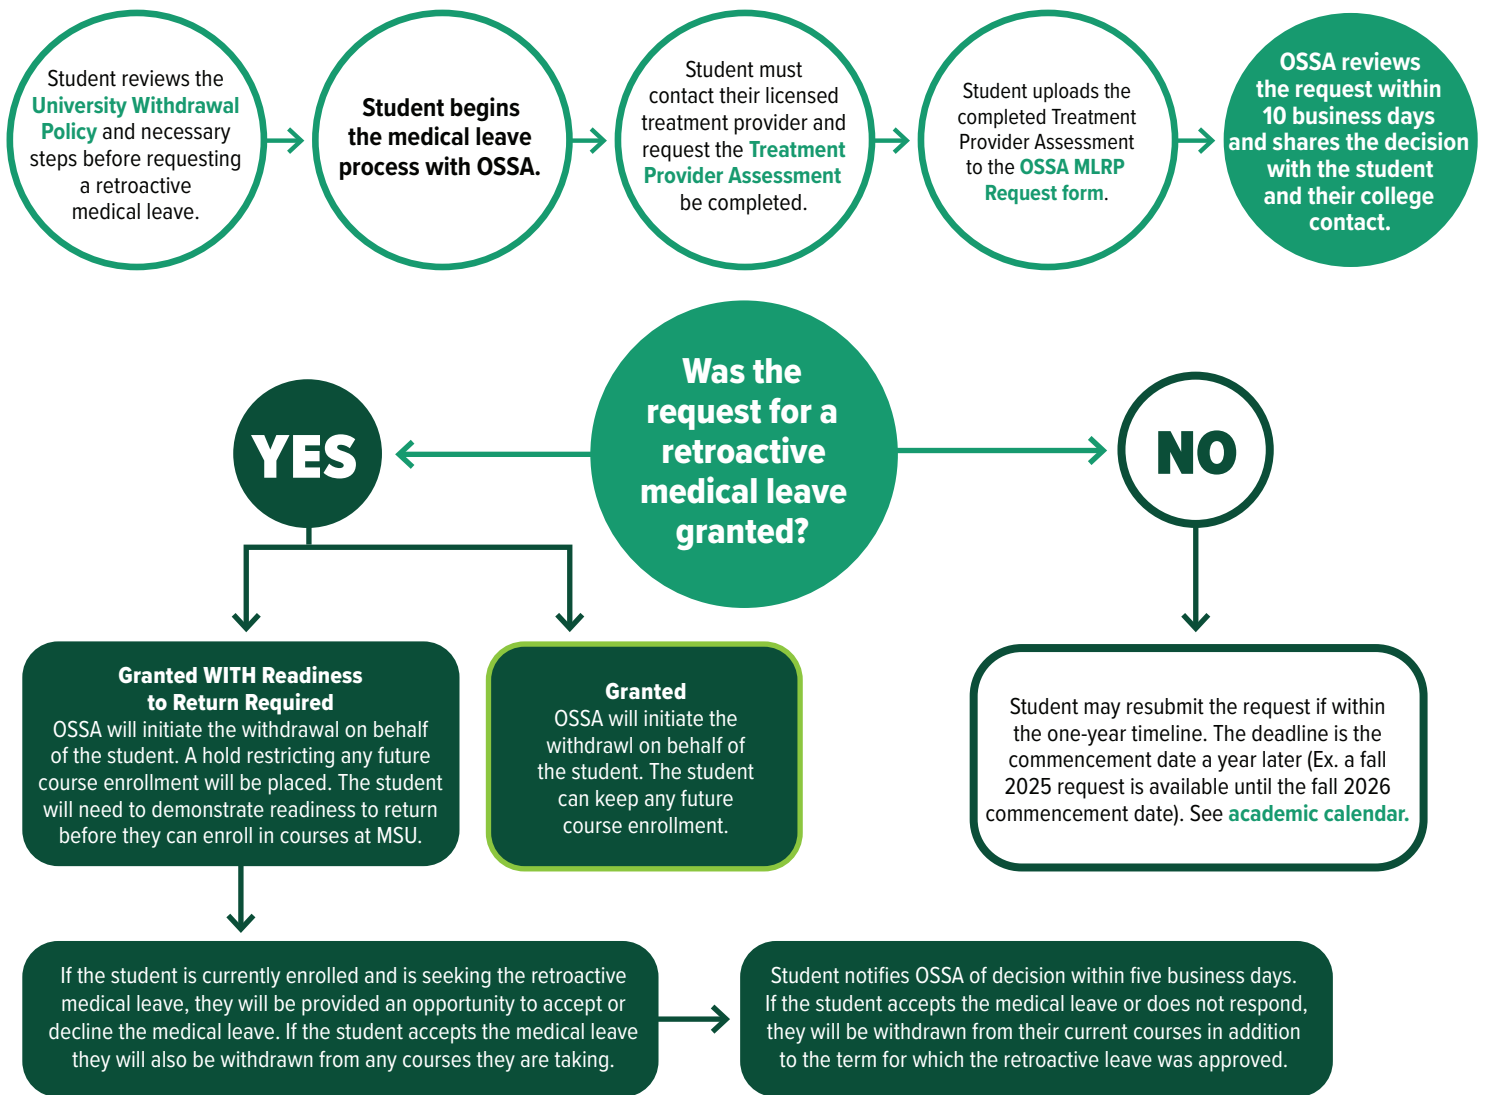 Student reviews the
University Withdrawal
Policy and necessary
steps before requesting
a retroactive
medical leave.
Student begins
the medical leave
process with OSSA.
Student must
contact their licensed
treatment provider and
request the Treatment
Provider Assessment
be completed.
Student uploads the
completed Treatment
Provider Assessment
to the OSSA MLRP
Request form.
OSSA reviews
the request within
10 business days
and shares the decision
with the student
and their college
contact.
Was the
request for a
retroactive
medical leave
granted?
YES
NO
Granted WITH Readiness
to Return Required
OSSA will initiate the withdrawal on behalf
of the student. A hold restricting any future
course enrollment will be placed. The student
will need to demonstrate readiness to return
before they can enroll in courses at MSU.
Granted
OSSA will initiate the
withdrawl on behalf of
the student. The student
can keep any future
course enrollment.
Student may resubmit the request if within
the one-year timeline. The deadline is the
commencement date a year later (Ex. a fall
2025 request is available until the fall 2026
commencement date). See academic calendar.
If the student is currently enrolled and is seeking the retroactive
medical leave, they will be provided an opportunity to accept or
decline the medical leave. If the student accepts the medical leave
they will also be withdrawn from any courses they are taking.
Student notifies OSSA of decision within five business days.
If the student accepts the medical leave or does not respond,
they will be withdrawn from their current courses in addition
to the term for which the retroactive leave was approved.